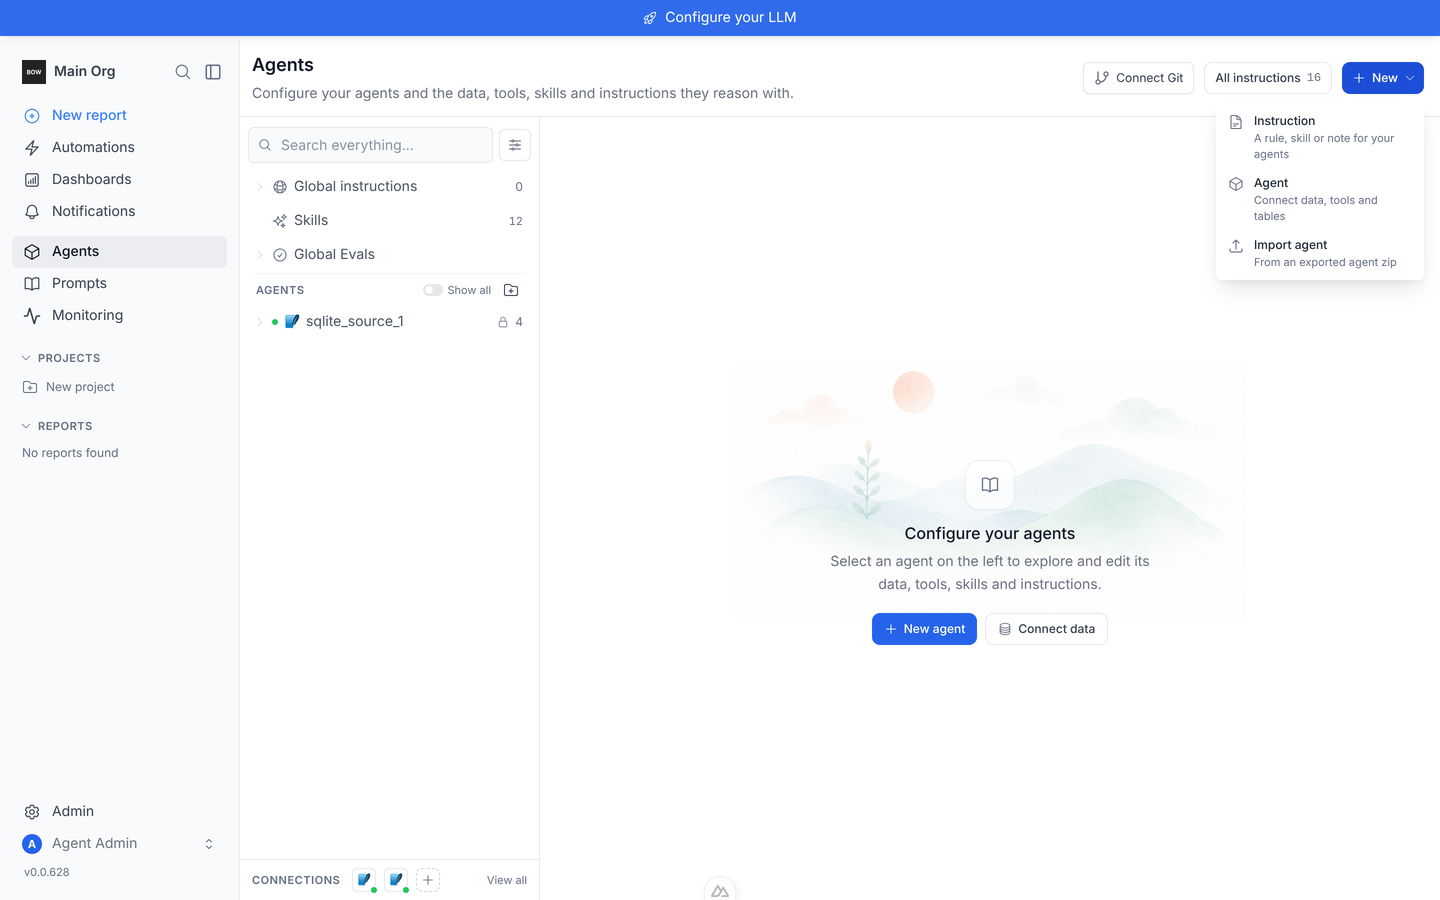 Configure your LLM
BOW
Main Org
New report
Automations
Dashboards
Notifications
Agents
Prompts
Monitoring
PROJECTS
New project
REPORTS
No reports found
Admin
A
Agent Admin
v0.0.628
Agents
Configure your agents and the data, tools, skills and instructions they reason with.
Connect Git
All instructions 16
New
Instruction
A rule, skill or note for your
agents
Agent
Connect data, tools and
tables
Import agent
From an exported agent zip
Search everything...
Global instructions 0
Skills 12
Global Evals
AGENTS Show all
sqlite_source_1 4
Configure your agents
Select an agent on the left to explore and edit its
data, tools, skills and instructions.
New agent
Connect data
CONNECTIONS View all